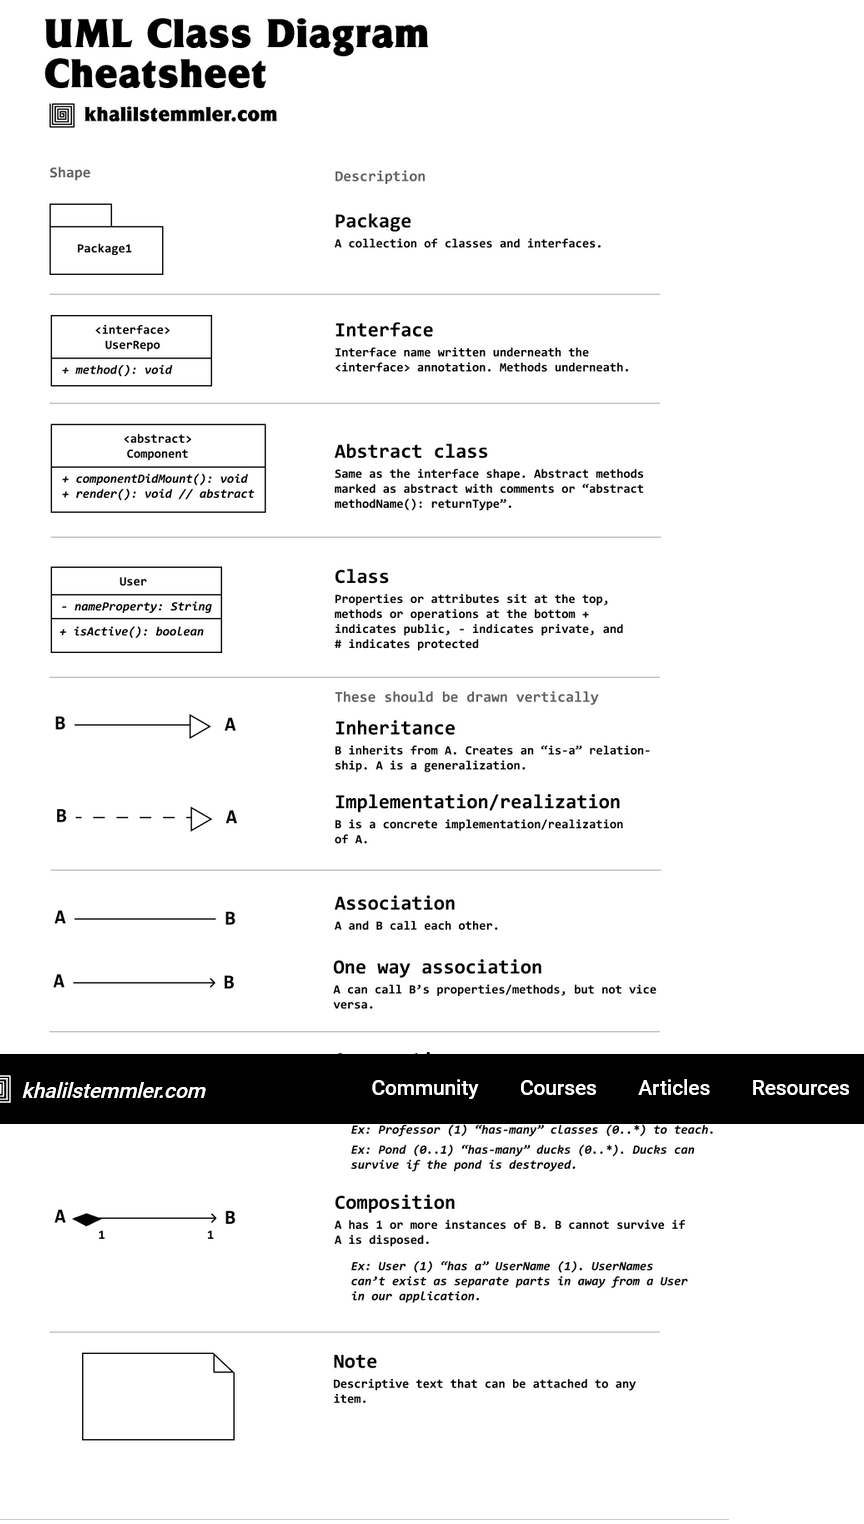 UML Class Diagram
Cheatsheet
khalilstemmler.com
Shape
Description
Package1
Package
A collection of classes and interfaces.
<interface>
UserRepo
+ method(): void
Interface
Interface name written underneath the
<interface> annotation. Methods underneath.
<abstract>
Component
+ componentDidMount(): void
+ render(): void // abstract
Abstract class
Same as the interface shape. Abstract methods
marked as abstract with comments or “abstract
methodName(): returnType”.
User
- nameProperty: String
+ isActive(): boolean
Class
Properties or attributes sit at the top,
methods or operations at the bottom +
indicates public, - indicates private, and
# indicates protected
These should be drawn vertically
B A
Inheritance
B inherits from A. Creates an “is-a” relation-
ship. A is a generalization.
B A
Implementation/realization
B is a concrete implementation/realization
of A.
A B
Association
A and B call each other.
A B
One way association
A can call B’s properties/methods, but not vice
versa.
khalilstemmler.com
Community Courses Articles Resources
Ex: Professor (1) “has-many” classes (0..*) to teach.
Ex: Pond (0..1) “has-many” ducks (0..*). Ducks can
survive if the pond is destroyed.
A B
1 1
Composition
A has 1 or more instances of B. B cannot survive if
A is disposed.
Ex: User (1) “has a” UserName (1). UserNames
can’t exist as separate parts in away from a User
in our application.
Note
Descriptive text that can be attached to any
item.